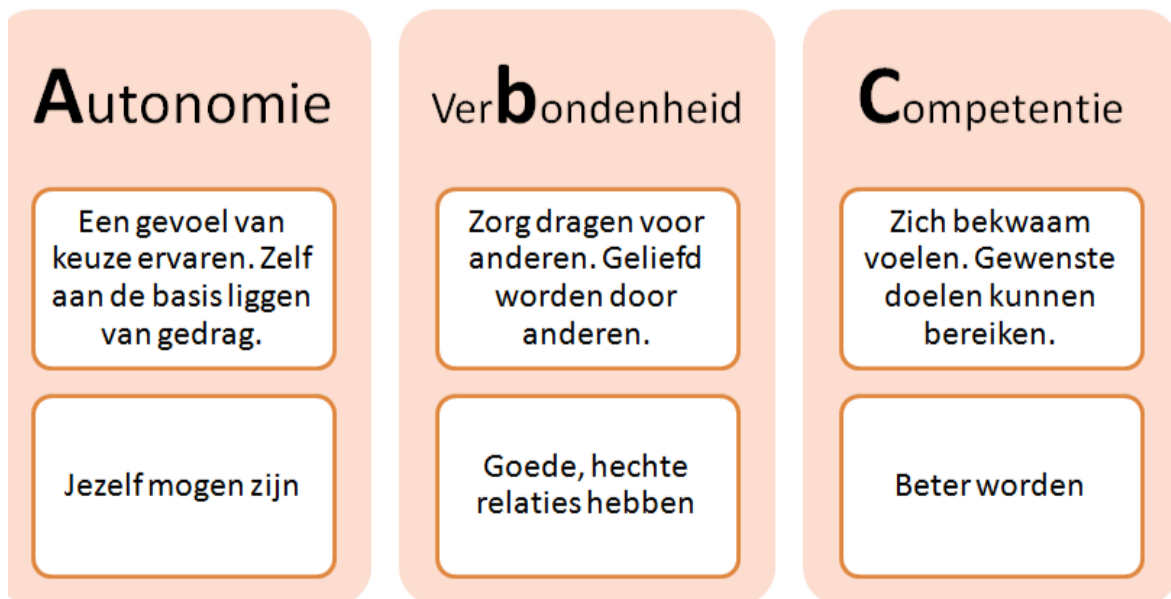 Autonomie
Een gevoel van
keuze ervaren. Zelf
aan de basis liggen
van gedrag.
Jezelf mogen zijn
Verbondenheid
Zorg dragen voor
anderen. Geliefd
worden door
anderen.
Goede, hechte
relaties hebben
Competentie
Zich bekwaam
voelen. Gewenste
doelen kunnen
bereiken.
Beter worden